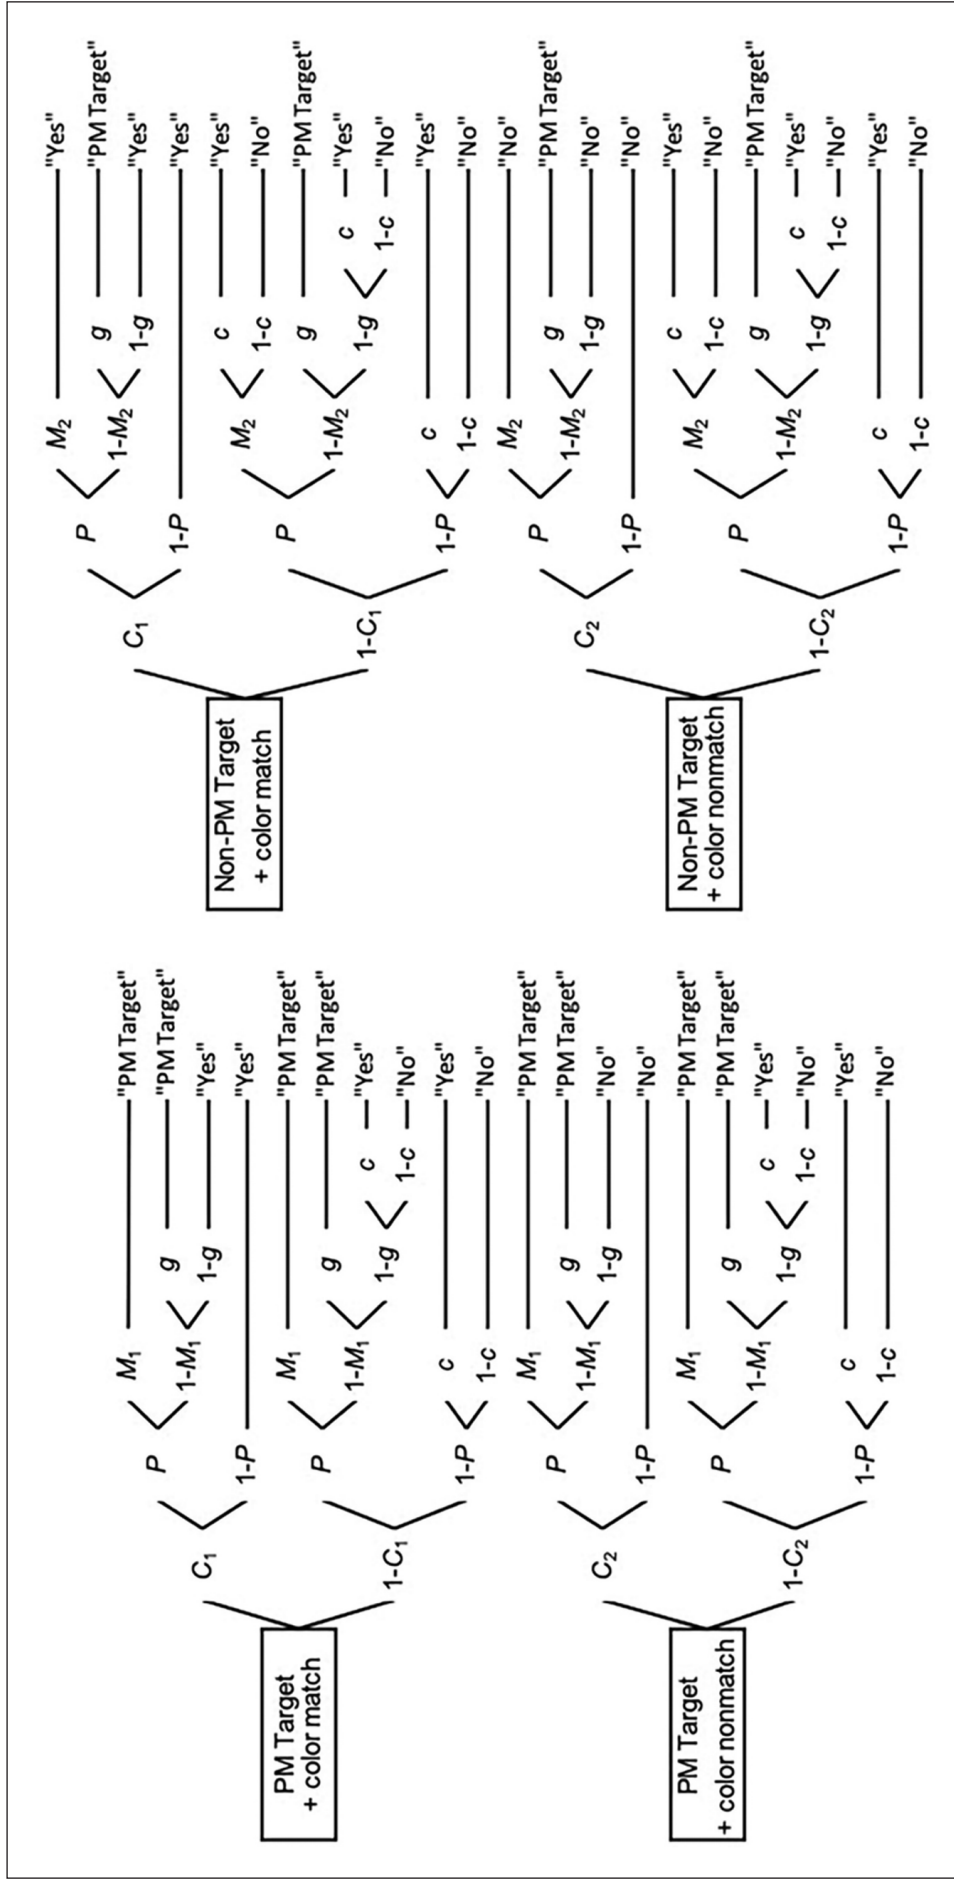 M1 "PM Target"
P g "PM Target"
1-M1
C1 1-g "Yes"
1-P "Yes"
PM Target M1 "PM Target"
+ color match
P g "PM Target"
1-M1 c "Yes"
1-C1 1-g 1-c "No"
c "Yes"
1-P
1-c "No"
M1 "PM Target"
P g "PM Target"
1-M1
C2 1-g "No"
1-P "No"
PM Target M1 "PM Target"
+ color nonmatch
P g "PM Target"
1-M1 c "Yes"
1-C2 1-g 1-c "No"
c "Yes"
1-P
1-c "No"
M2 "Yes"
P g "PM Target"
1-M2
C1 1-g "Yes"
1-P "Yes"
Non-PM Target c "Yes"
M2
+ color match 1-c "No"
P g "PM Target"
1-M2 c "Yes"
1-C1 1-g 1-c "No"
c "Yes"
1-P
1-c "No"
M2 "No"
P g "PM Target"
1-M2
C2 1-g "No"
1-P "No"
Non-PM Target c "Yes"
M2
+ color nonmatch 1-c "No"
P g "PM Target"
1-M2 c "Yes"
1-C2 1-g 1-c "No"
c "Yes"
1-P
1-c "No"